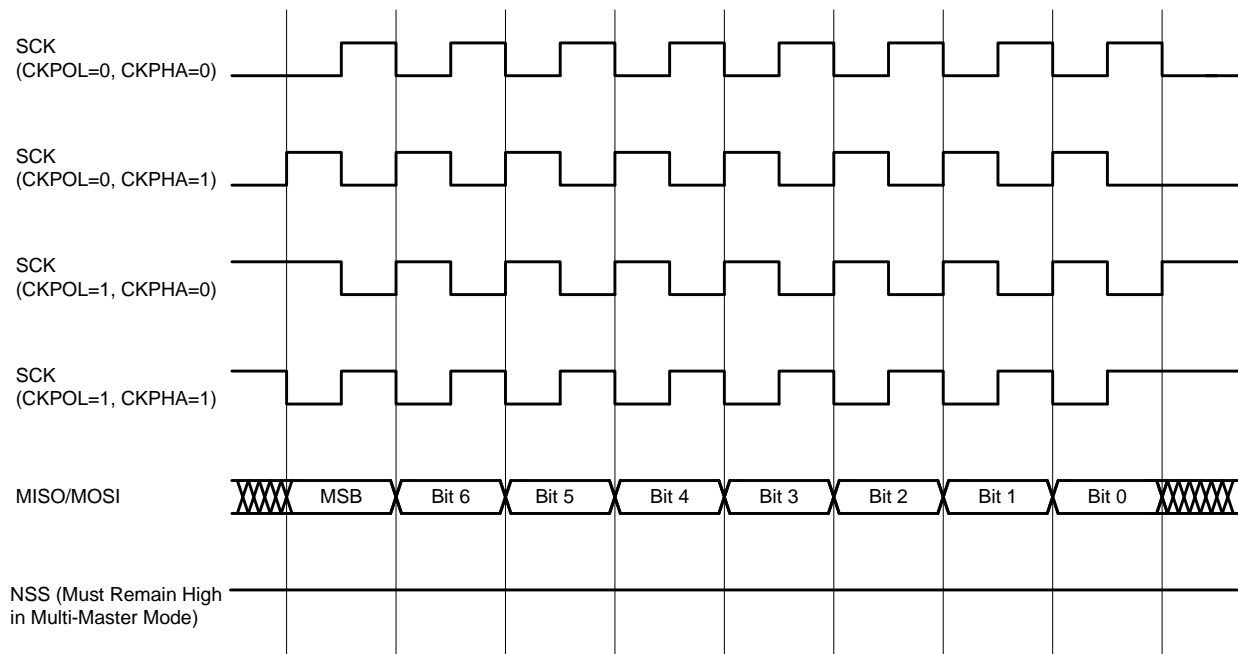 SCK
(CKPOL=0, CKPHA=0)
SCK
(CKPOL=0, CKPHA=1)
SCK
(CKPOL=1, CKPHA=0)
SCK
(CKPOL=1, CKPHA=1)
MISO/MOSI MSB Bit 6 Bit 5 Bit 4 Bit 3 Bit 2 Bit 1 Bit 0
NSS (Must Remain High
in Multi-Master Mode)